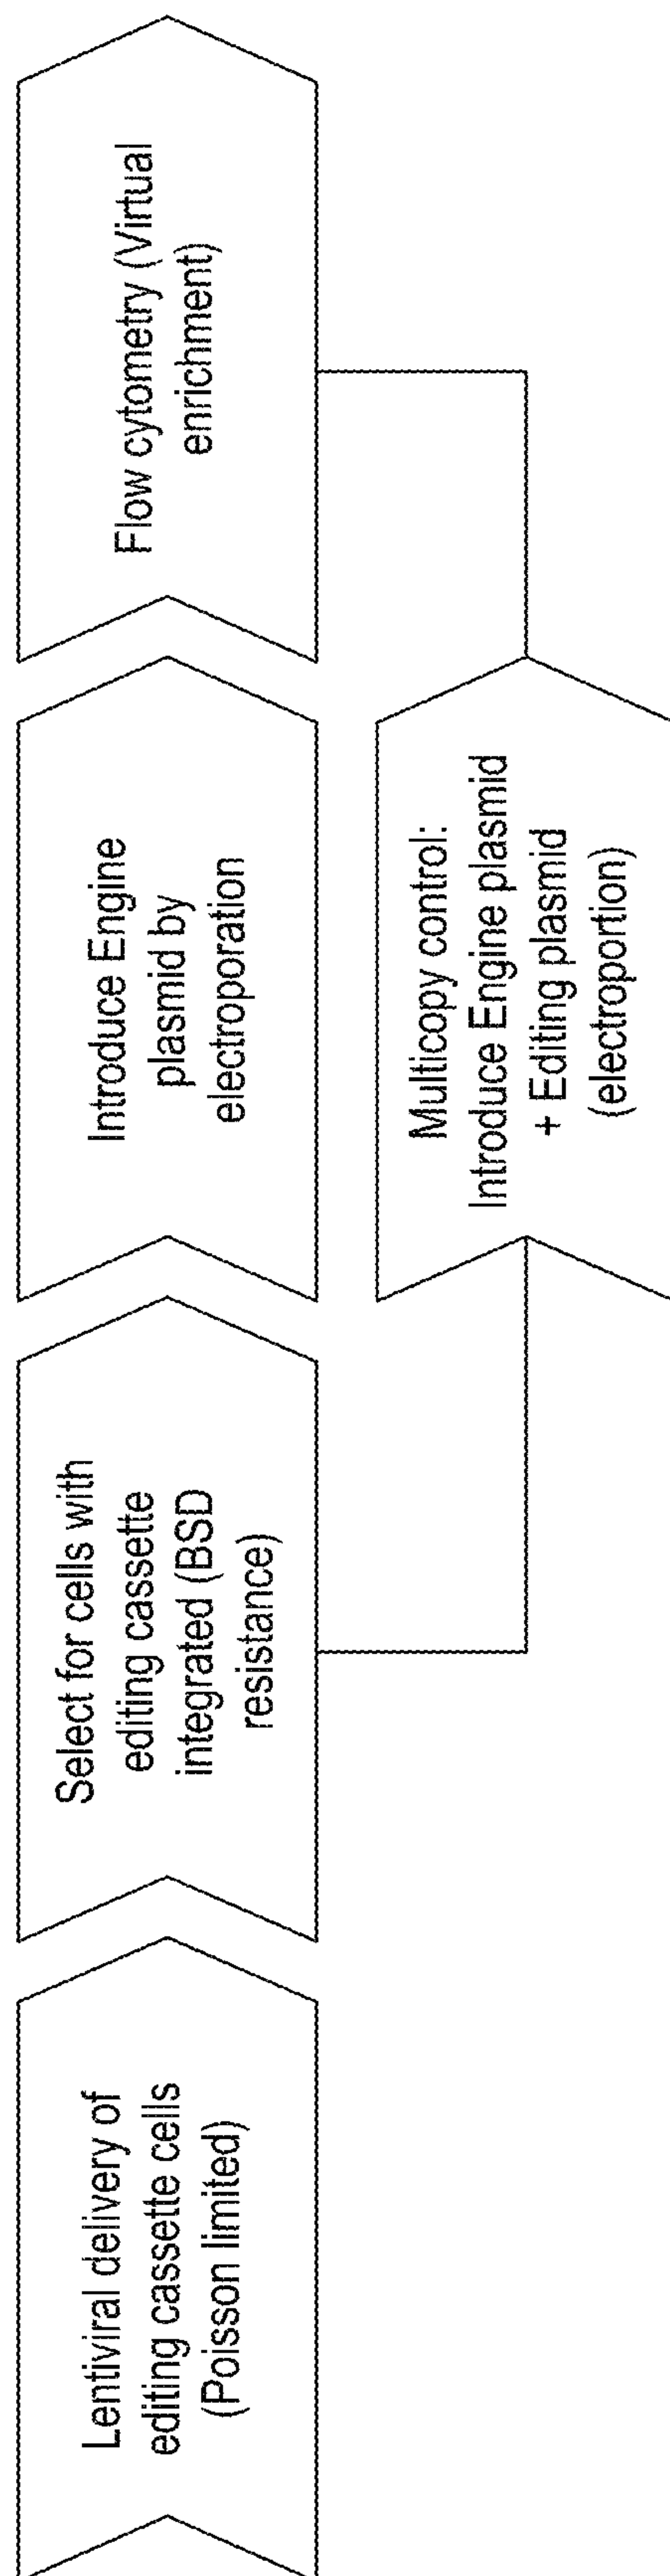 Lentiviral delivery of
editing cassette cells
(Poisson limited)
Select for cells with
editing cassette
integrated (BSD
resistance)
Introduce Engine
plasmid by
electroporation
Flow cytometry (Virtual
enrichment)
Multicopy control:
Introduce Engine plasmid
+ Editing plasmid
(electroportion)